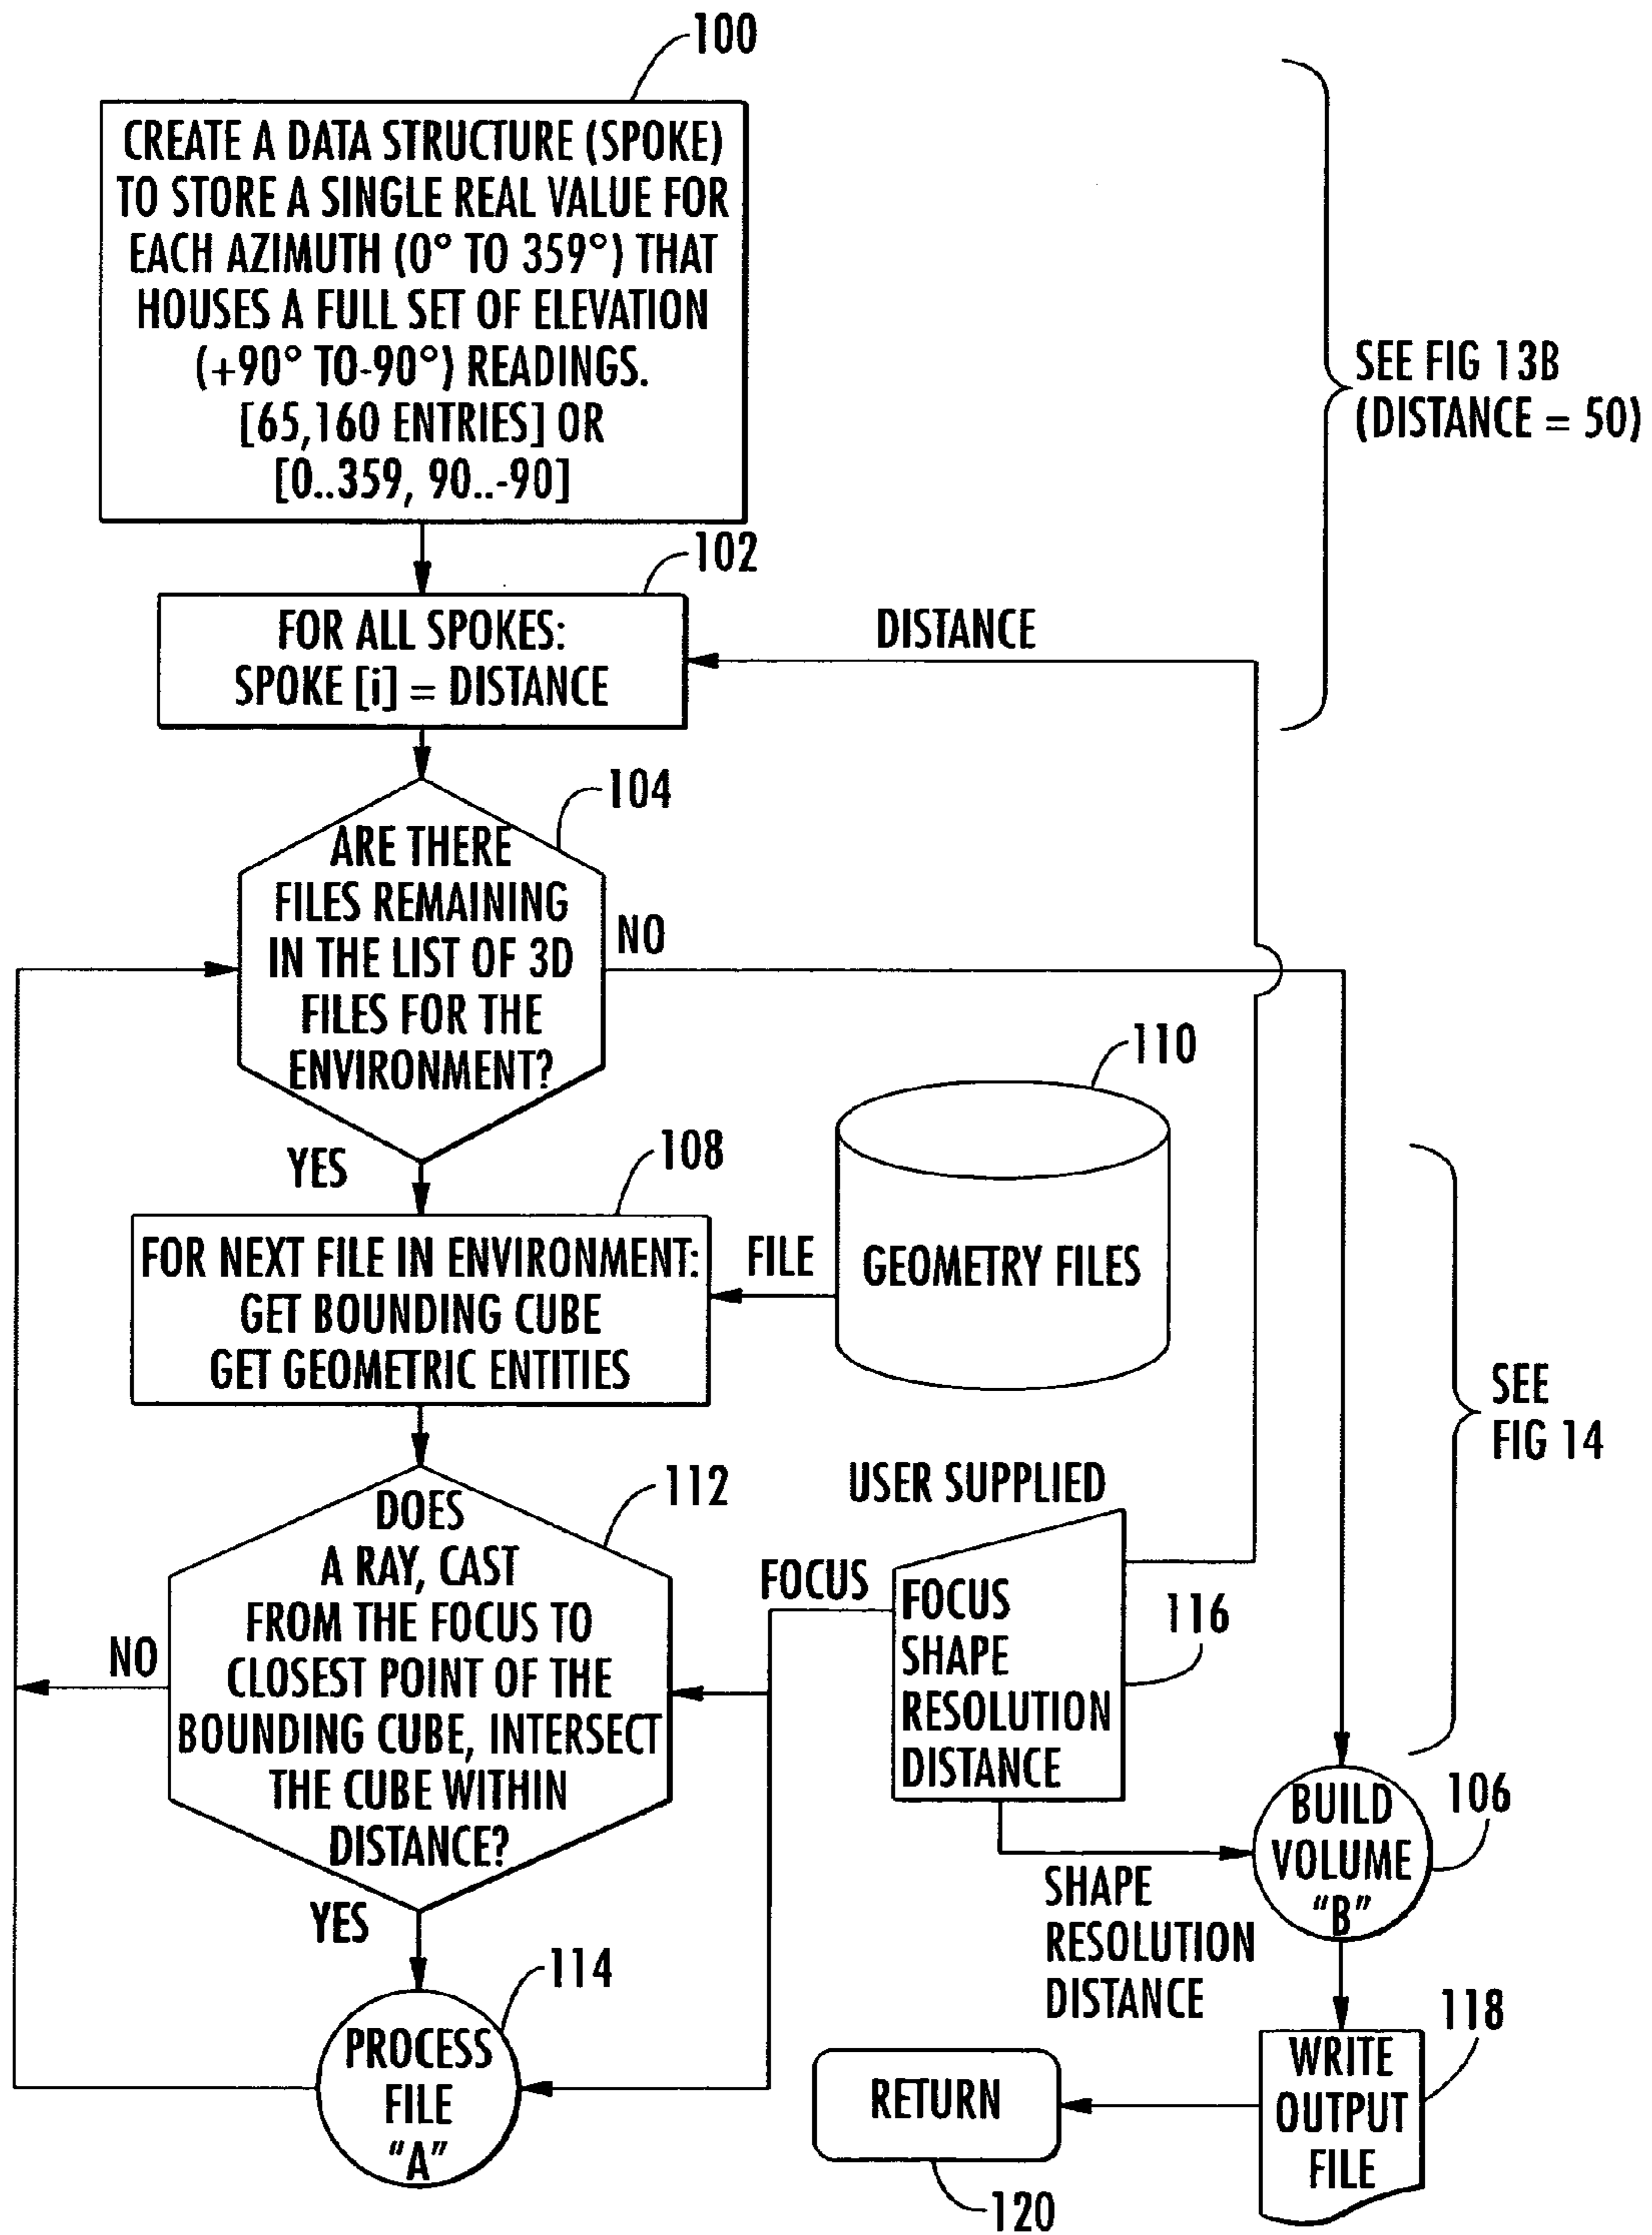 100
CREATE A DATA STRUCTURE (SPOKE)
TO STORE A SINGLE REAL VALUE FOR
EACH AZIMUTH (0° TO 359°) THAT
HOUSES A FULL SET OF ELEVATION
(+90° TO-90°) READINGS.
[65,160 ENTRIES] OR
[0..359, 90..-90]
SEE FIG 13B
(DISTANCE = 50)
102
FOR ALL SPOKES:
SPOKE [i] = DISTANCE
DISTANCE
104
ARE THERE
FILES REMAINING
IN THE LIST OF 3D
FILES FOR THE
ENVIRONMENT?
NO
YES
108
FOR NEXT FILE IN ENVIRONMENT:
GET BOUNDING CUBE
GET GEOMETRIC ENTITIES
FILE
110
GEOMETRY FILES
SEE
FIG 14
112
DOES
A RAY, CAST
FROM THE FOCUS TO
CLOSEST POINT OF THE
BOUNDING CUBE, INTERSECT
THE CUBE WITHIN
DISTANCE?
NO
YES
FOCUS
USER SUPPLIED
FOCUS
SHAPE
RESOLUTION
DISTANCE
116
SHAPE
RESOLUTION
DISTANCE
BUILD
VOLUME
“B”
106
114
PROCESS
FILE
“A”
118
WRITE
OUTPUT
FILE
RETURN
120